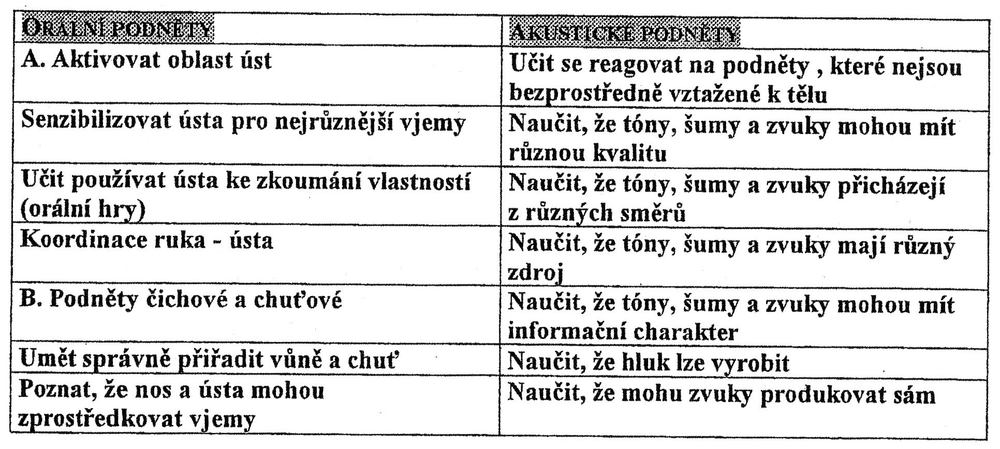 ORÁLNÍ PODNĚTY
AKUSTICKÉ PODNĚTY
A. Aktivovat oblast úst
Učit se reagovat na podněty , které nejsou
bezprostředně vztažené k tělu
Senzibilizovat ústa pro nejrůznější vjemy
Naučit, že tóny, šumy a zvuky mohou mít
různou kvalitu
Učit používat ústa ke zkoumání vlastností
(orální hry)
Naučit, že tóny, šumy a zvuky přicházejí
z různých směrů
Koordinace ruka - ústa
Naučit, že tóny, šumy a zvuky mají různý
zdroj
B. Podněty čichové a chuťové
Naučit, že tóny, šumy a zvuky mohou mít
informační charakter
Umět správně přiřadit vůně a chuť
Naučit, že hluk lze vyrobit
Poznat, že nos a ústa mohou
zprostředkovat vjemy
Naučit, že mohu zvuky produkovat sám